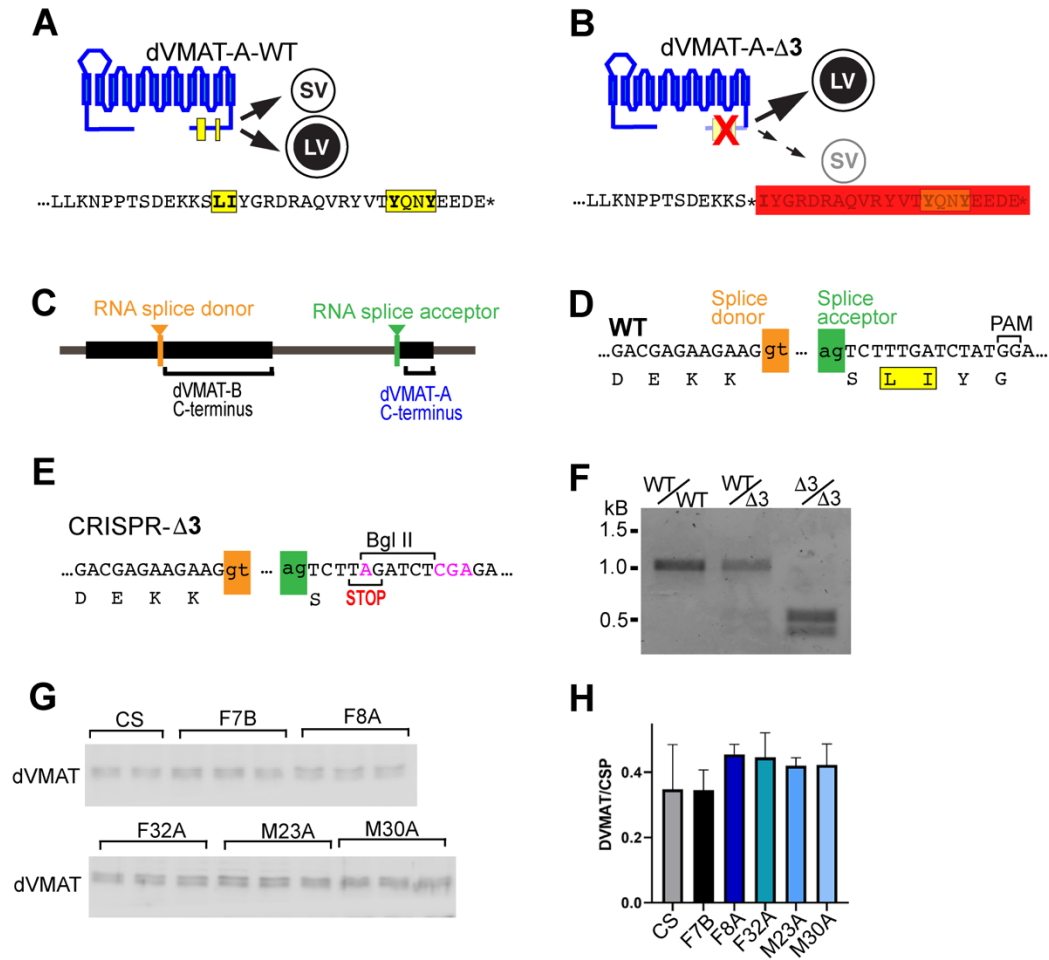 A
dVMAT-A-WT
SV
LV
...LLKNPPTSDEKKSLIYGRDRAQVRYVTYQNYEEDE*
B
dVMAT-A-Δ3
LV
X
SV
...LLKNPPTSDEKKS*IYGRDRAQVRYVTYQNYEEDE*
C
RNA splice donor
RNA splice acceptor
dVMAT-B
C-terminus
dVMAT-A
C-terminus
D
WT
Splice
donor
Splice
acceptor
PAM
...GACGAGAAGAAGgt ... agTCTTTGATCTATGGA...
D E K K S L I Y G
E
CRISPR-Δ3
Bgl II
...GACGAGAAGAAGgt ... agTCTTAGATCTCGAGA...
D E K K S STOP
F
WT/WT WT/Δ3 Δ3/Δ3
kB
1.5
1.0
0.5
G
CS F7B F8A
dVMAT
F32A M23A M30A
dVMAT
H
DVMAT/CSP
0.4
0.0
CS F7B F8A F32A M23A M30A